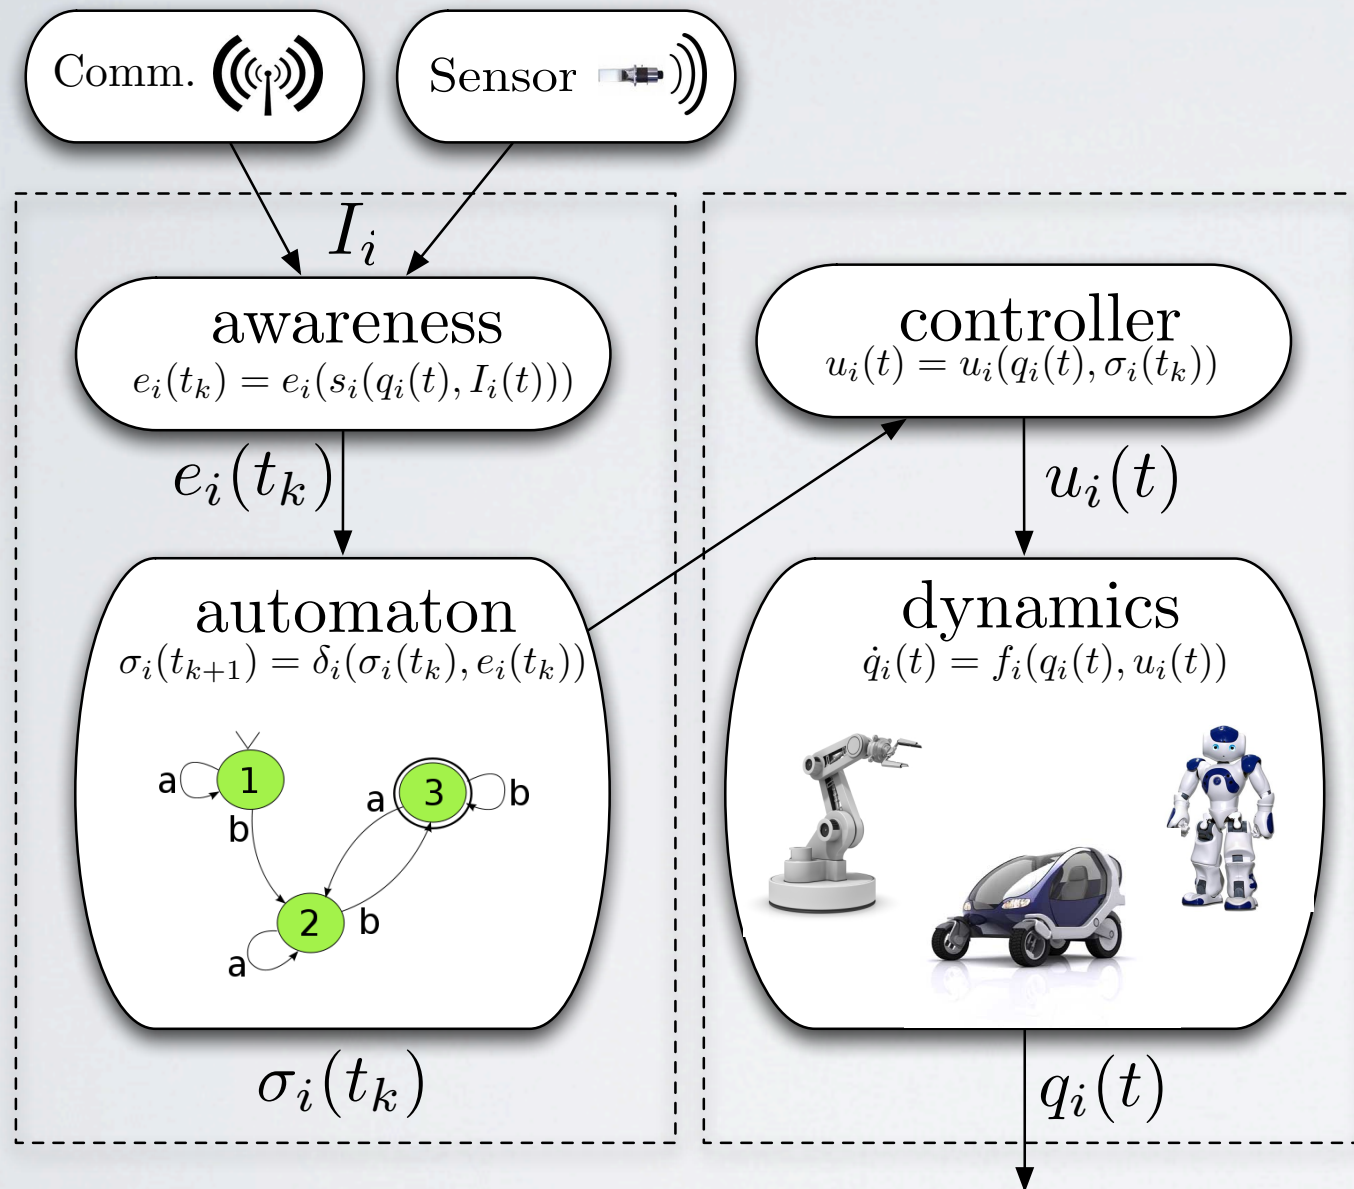 Comm.
Sensor
I_i
awareness
e_i(t_k) = e_i(s_i(q_i(t), I_i(t)))
e_i(t_k)
automaton
σ_i(t_{k+1}) = δ_i(σ_i(t_k), e_i(t_k))
a
1
b
a
3
b
2
b
a
σ_i(t_k)
controller
u_i(t) = u_i(q_i(t), σ_i(t_k))
u_i(t)
dynamics
q̇_i(t) = f_i(q_i(t), u_i(t))
q_i(t)